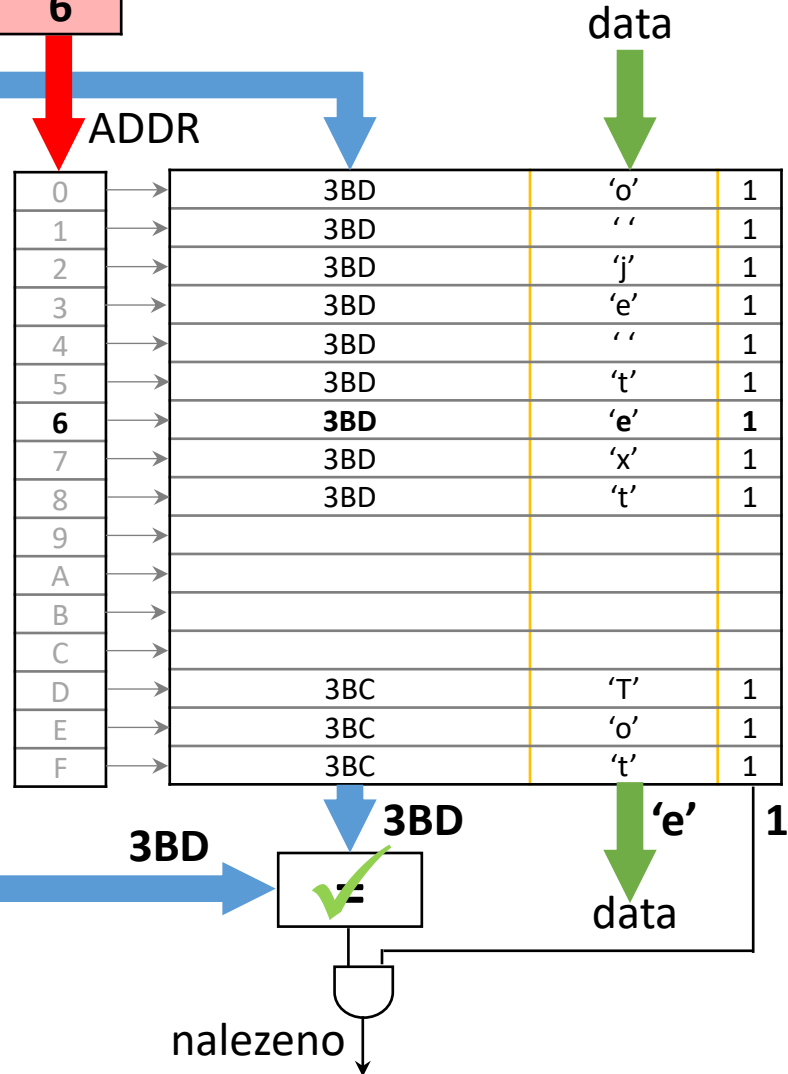 6
data
ADDR
0 3BD ‘o’ 1
1 3BD ‘ ‘ 1
2 3BD ‘j’ 1
3 3BD ‘e’ 1
4 3BD ‘ ‘ 1
5 3BD ‘t’ 1
6 3BD ‘e’ 1
7 3BD ‘x’ 1
8 3BD ‘t’ 1
9
A
B
C
D 3BC ‘T’ 1
E 3BC ‘o’ 1
F 3BC ‘t’ 1
3BD ‘e’ 1
3BD
=
data
nalezeno